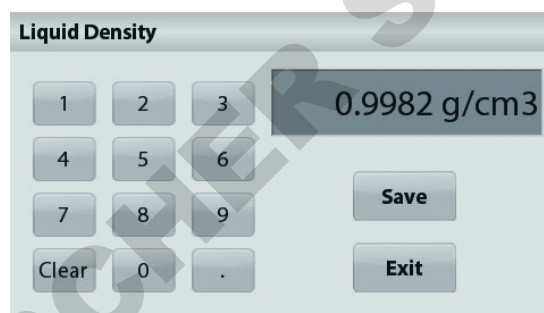 Liquid Density
1 2 3 0.9982 g/cm3
4 5 6
Save
7 8 9
Clear 0 . Exit